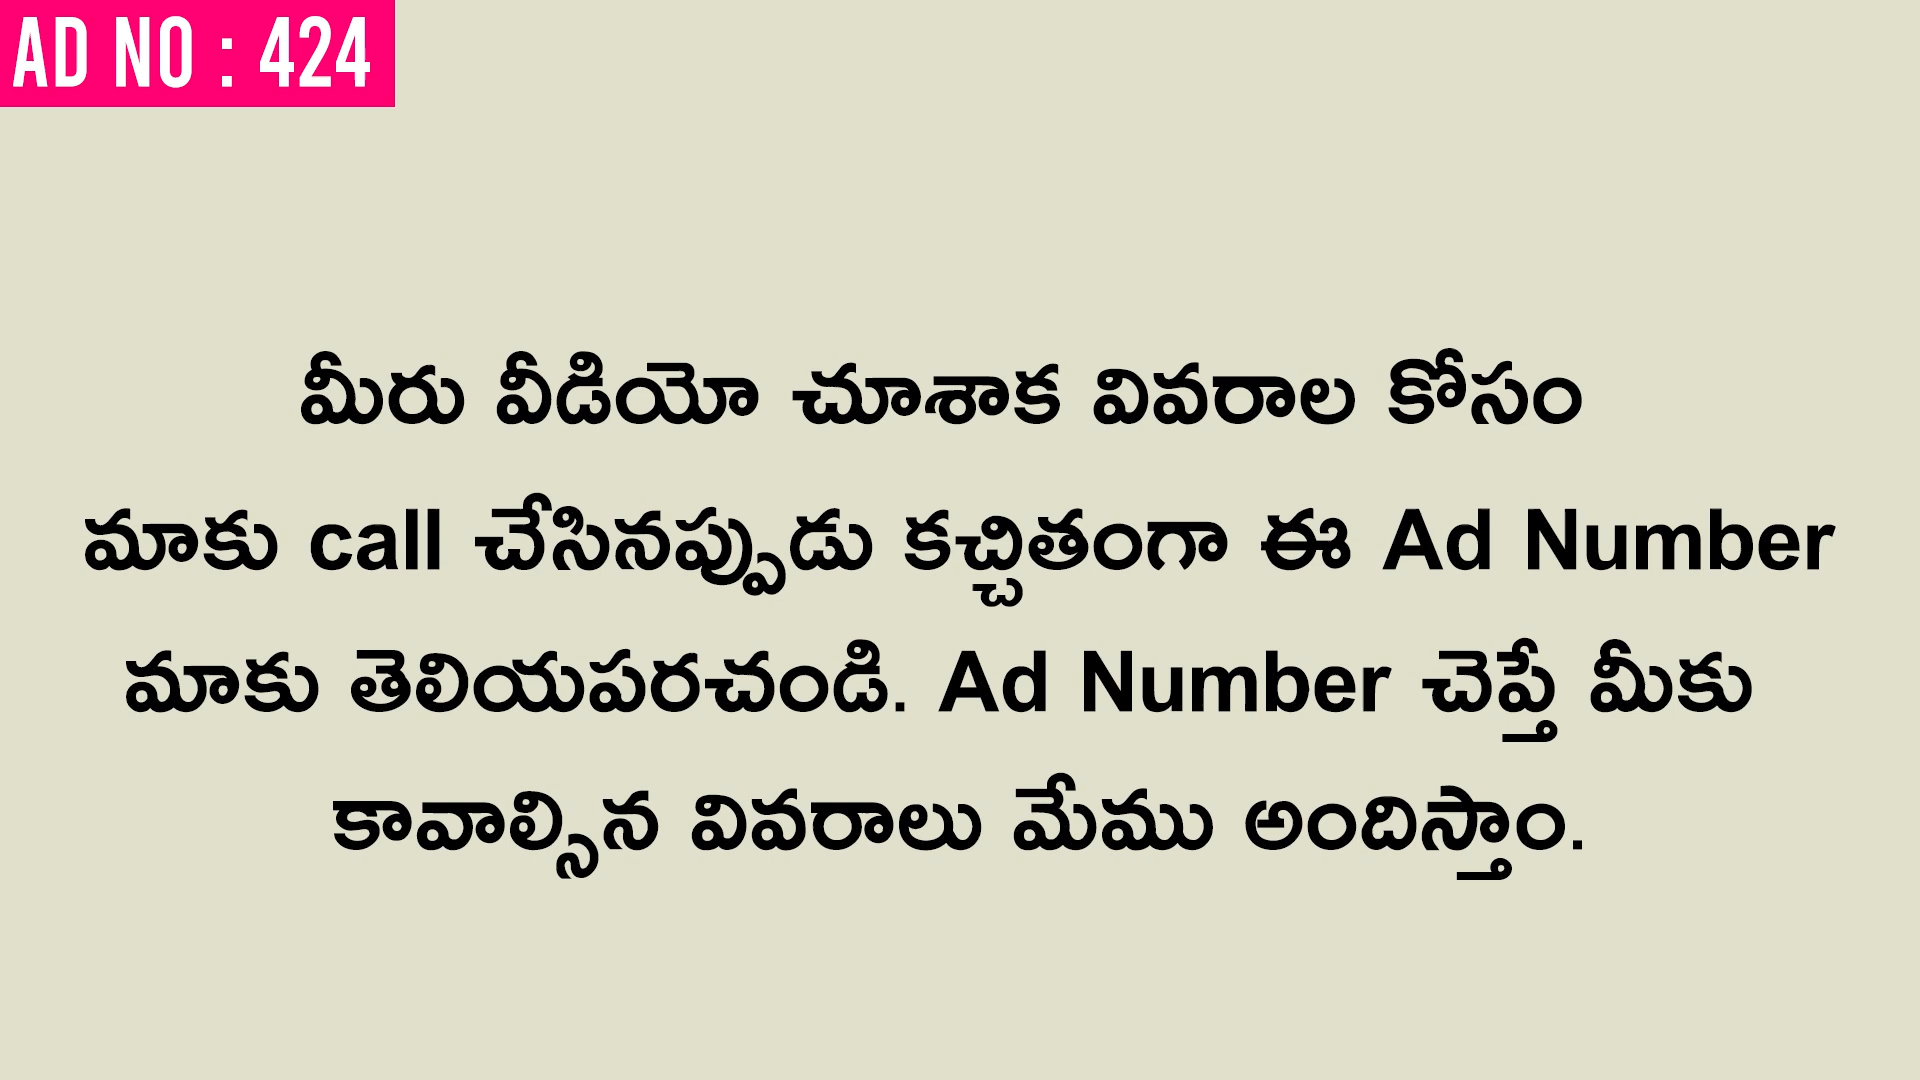 AD NO : 424
మీరు వీడియో చూశాక వివరాల కోసం
మాకు call చేసినప్పుడు కచ్చితంగా ఈ Ad Number
మాకు తెలియపరచండి. Ad Number చెప్తే మీకు
కావాల్సిన వివరాలు మేము అందిస్తాం.